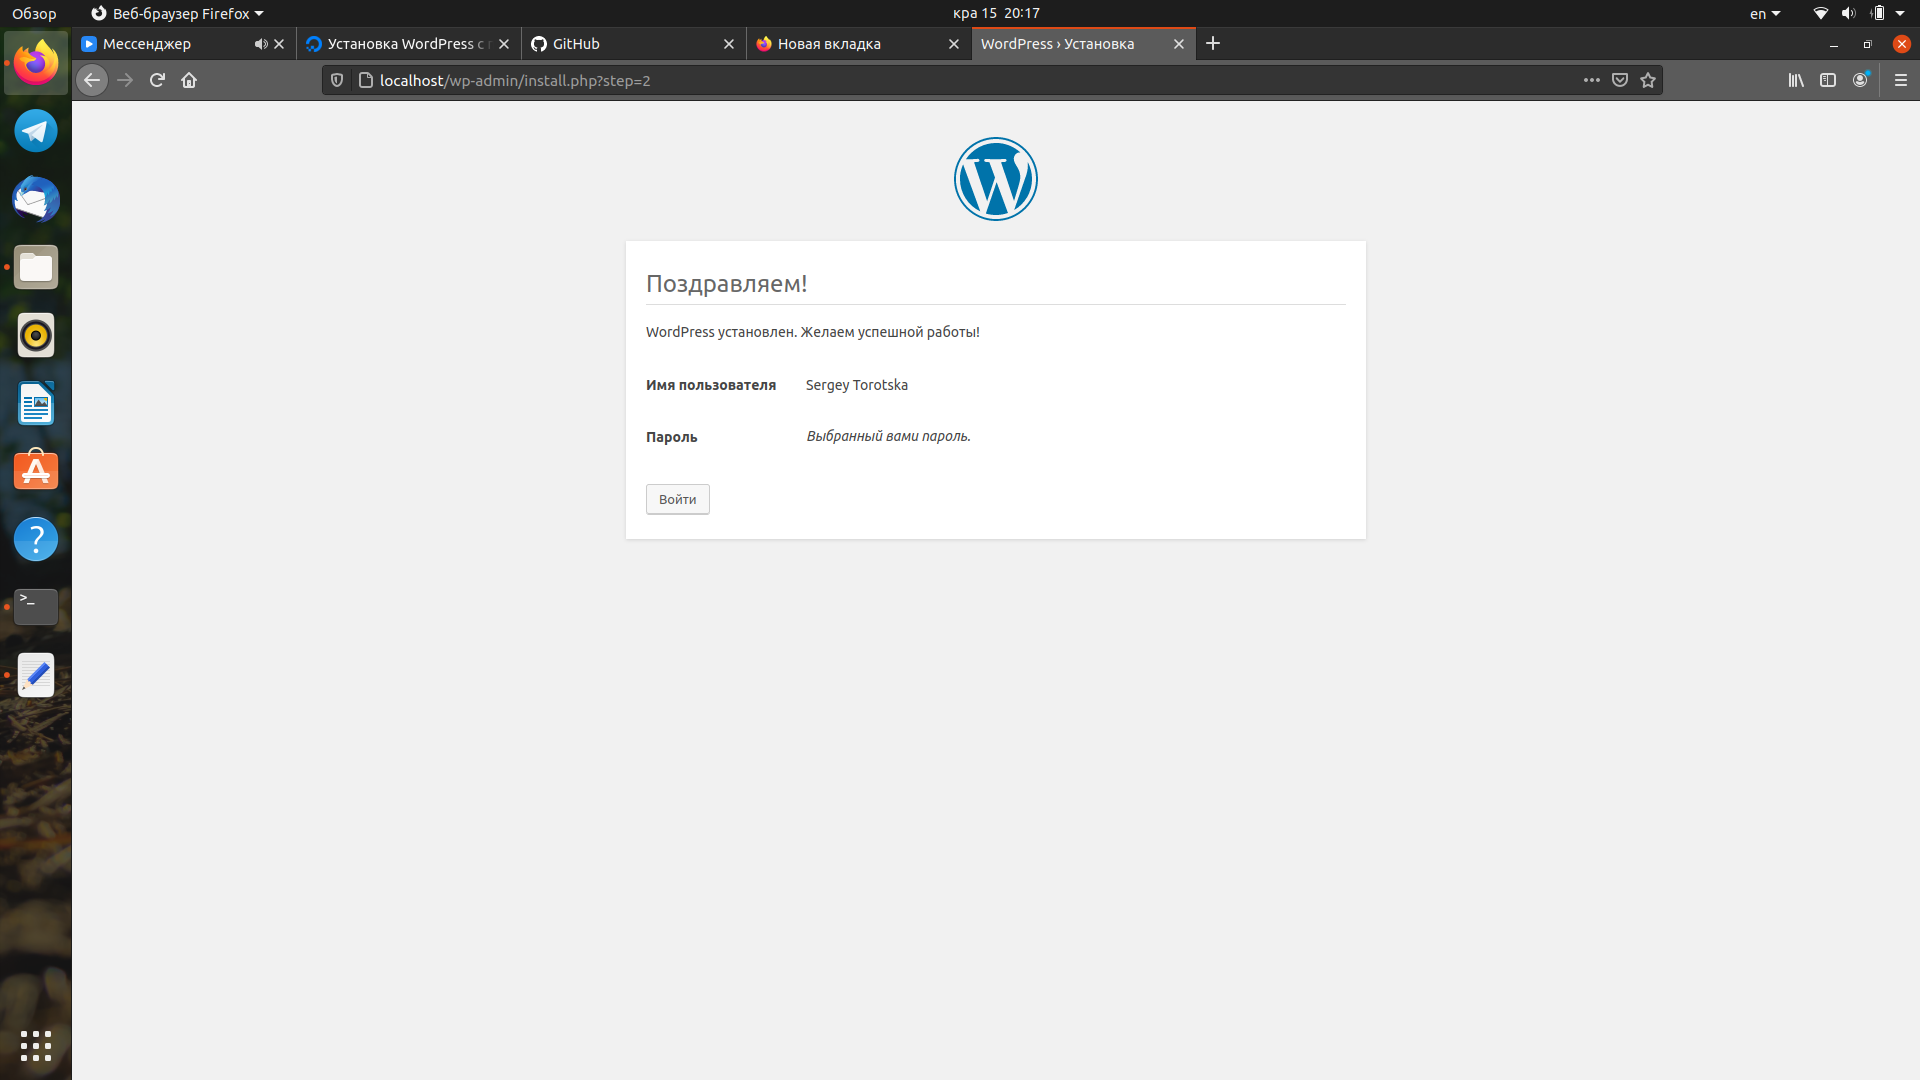 Обзор
Веб-браузер Firefox
кра 15 20:17
en
Мессенджер
Установка WordPress с
GitHub
Новая вкладка
WordPress › Установка
localhost/wp-admin/install.php?step=2
Поздравляем!
WordPress установлен. Желаем успешной работы!
Имя пользователя Sergey Torotska
Пароль Выбранный вами пароль.
Войти